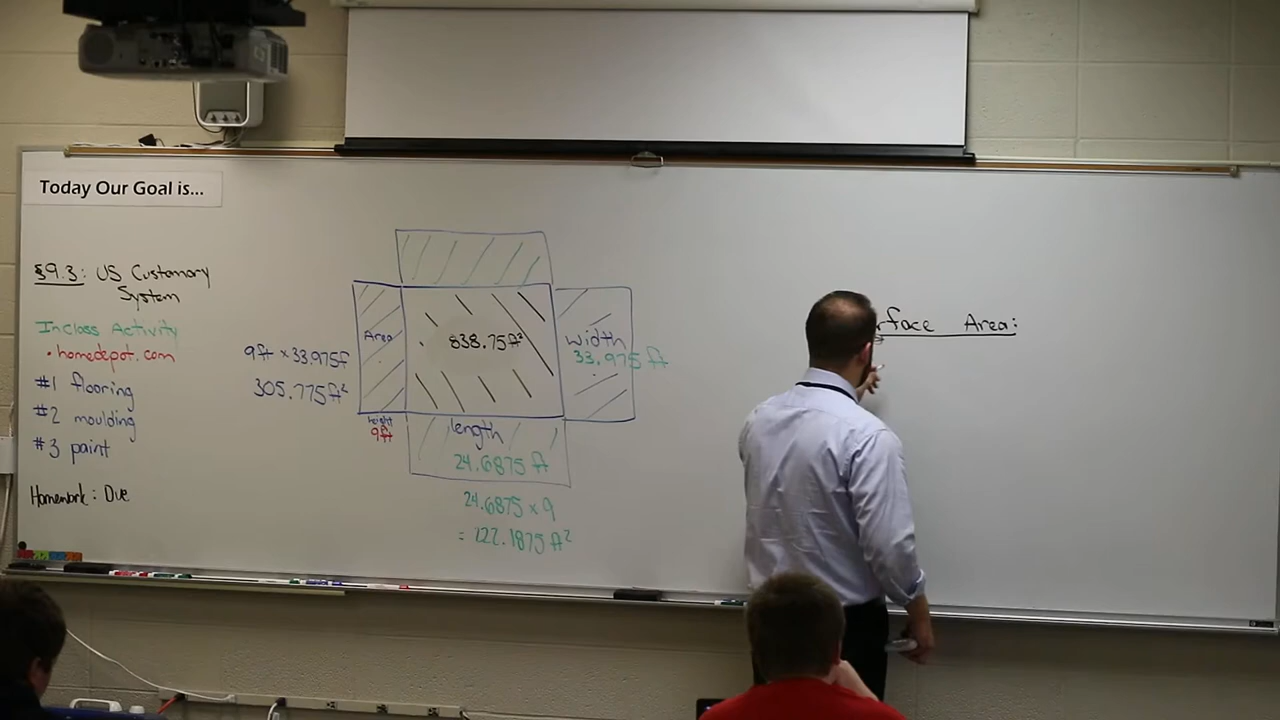 Today Our Goal is...
§9.3: US Customary
System
Inclass Activity
• homedepot.com
#1 flooring
#2 moulding
#3 paint
Homework: Due
9ft x 33.975ft
305.775ft²
Area
838.75ft²
width
33.975 ft
height
9ft
length
24.6875 ft
24.6875 x 9
= 222.1875ft²
rface Area: